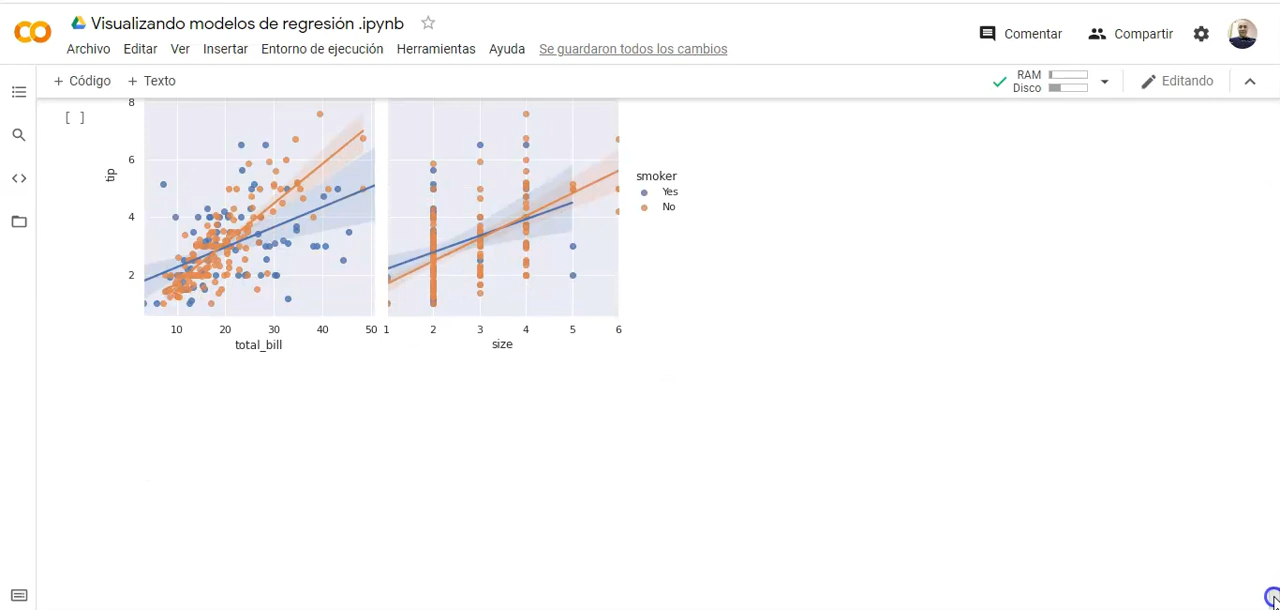 Visualizando modelos de regresión .ipynb
Comentar
Compartir
Archivo Editar Ver Insertar Entorno de ejecución Herramientas Ayuda Se guardaron todos los cambios
+ Código + Texto
RAM
Disco
Editando
[ ]
8
6
4
2
tip
10 20 30 40 50
total_bill
1 2 3 4 5 6
size
smoker
Yes
No